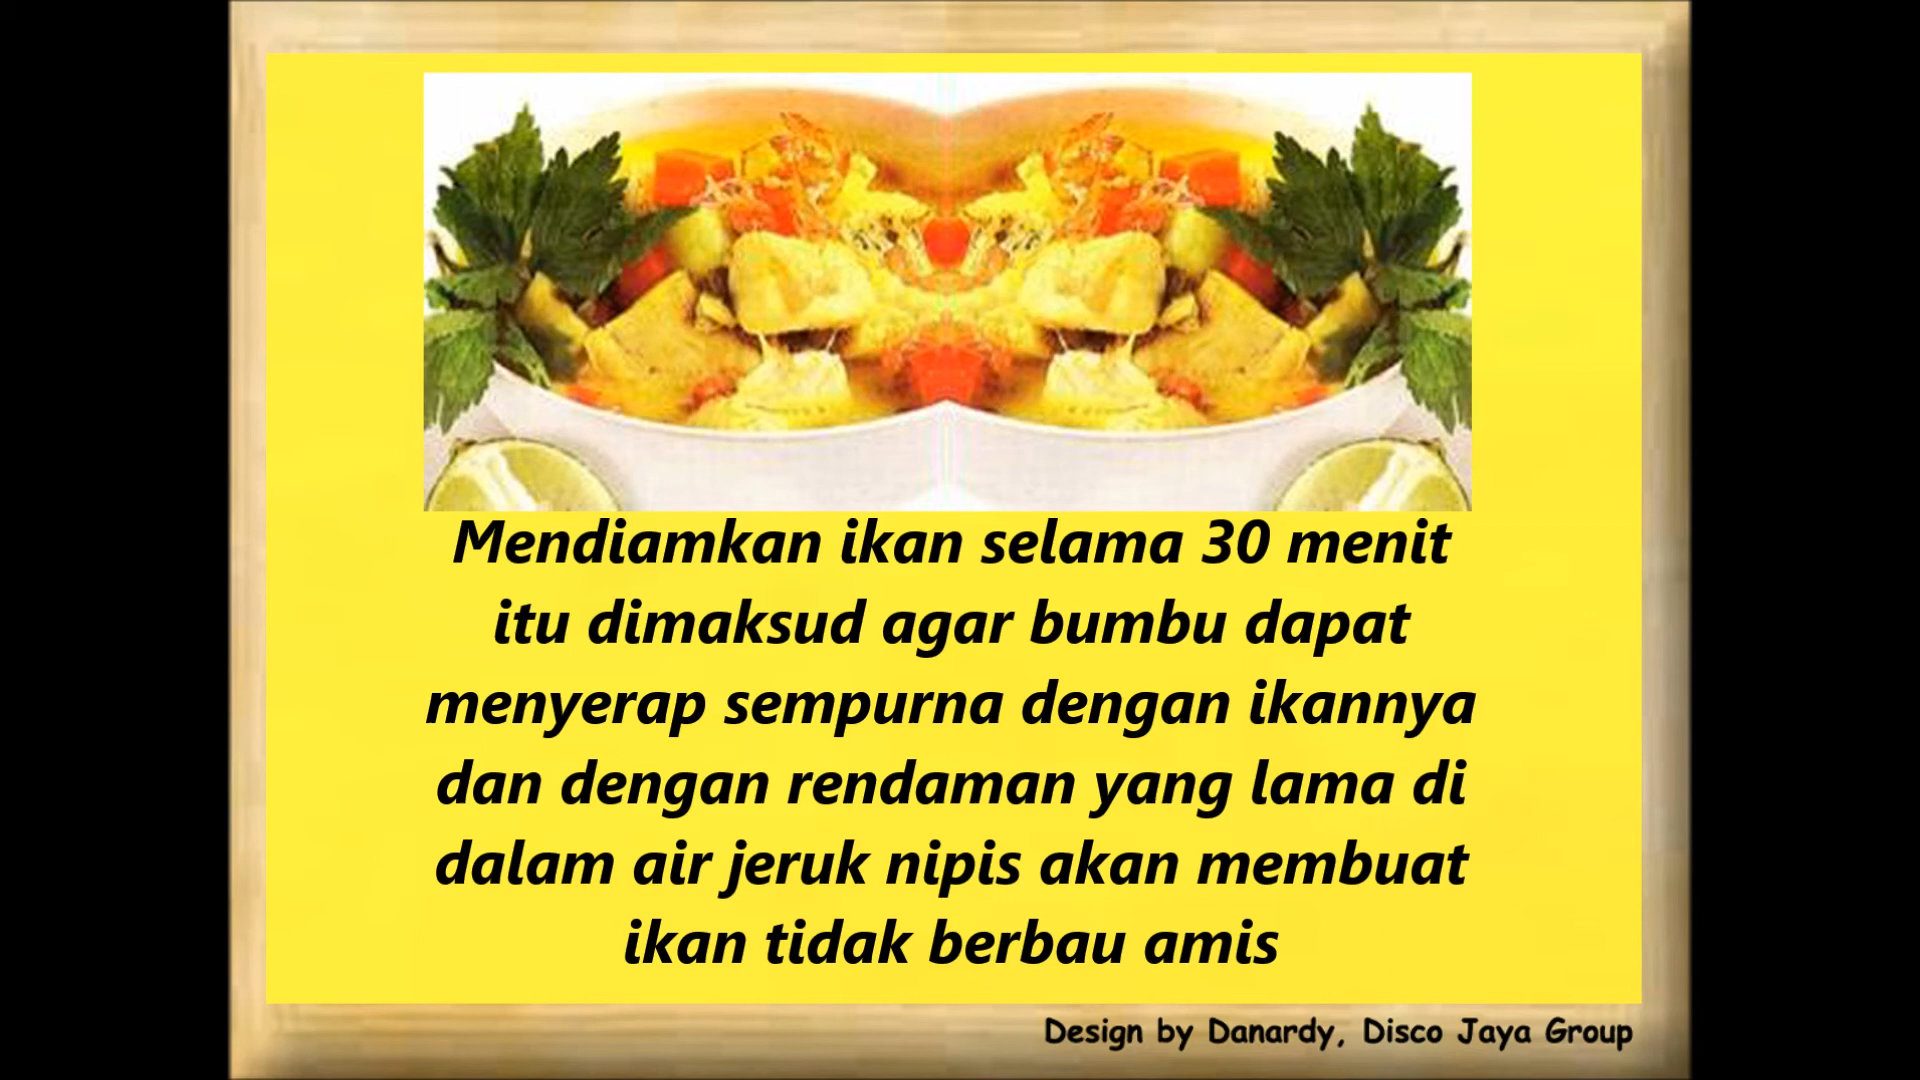 Mendiamkan ikan selama 30 menit
itu dimaksud agar bumbu dapat
menyerap sempurna dengan ikannya
dan dengan rendaman yang lama di
dalam air jeruk nipis akan membuat
ikan tidak berbau amis
Design by Danardy, Disco Jaya Group